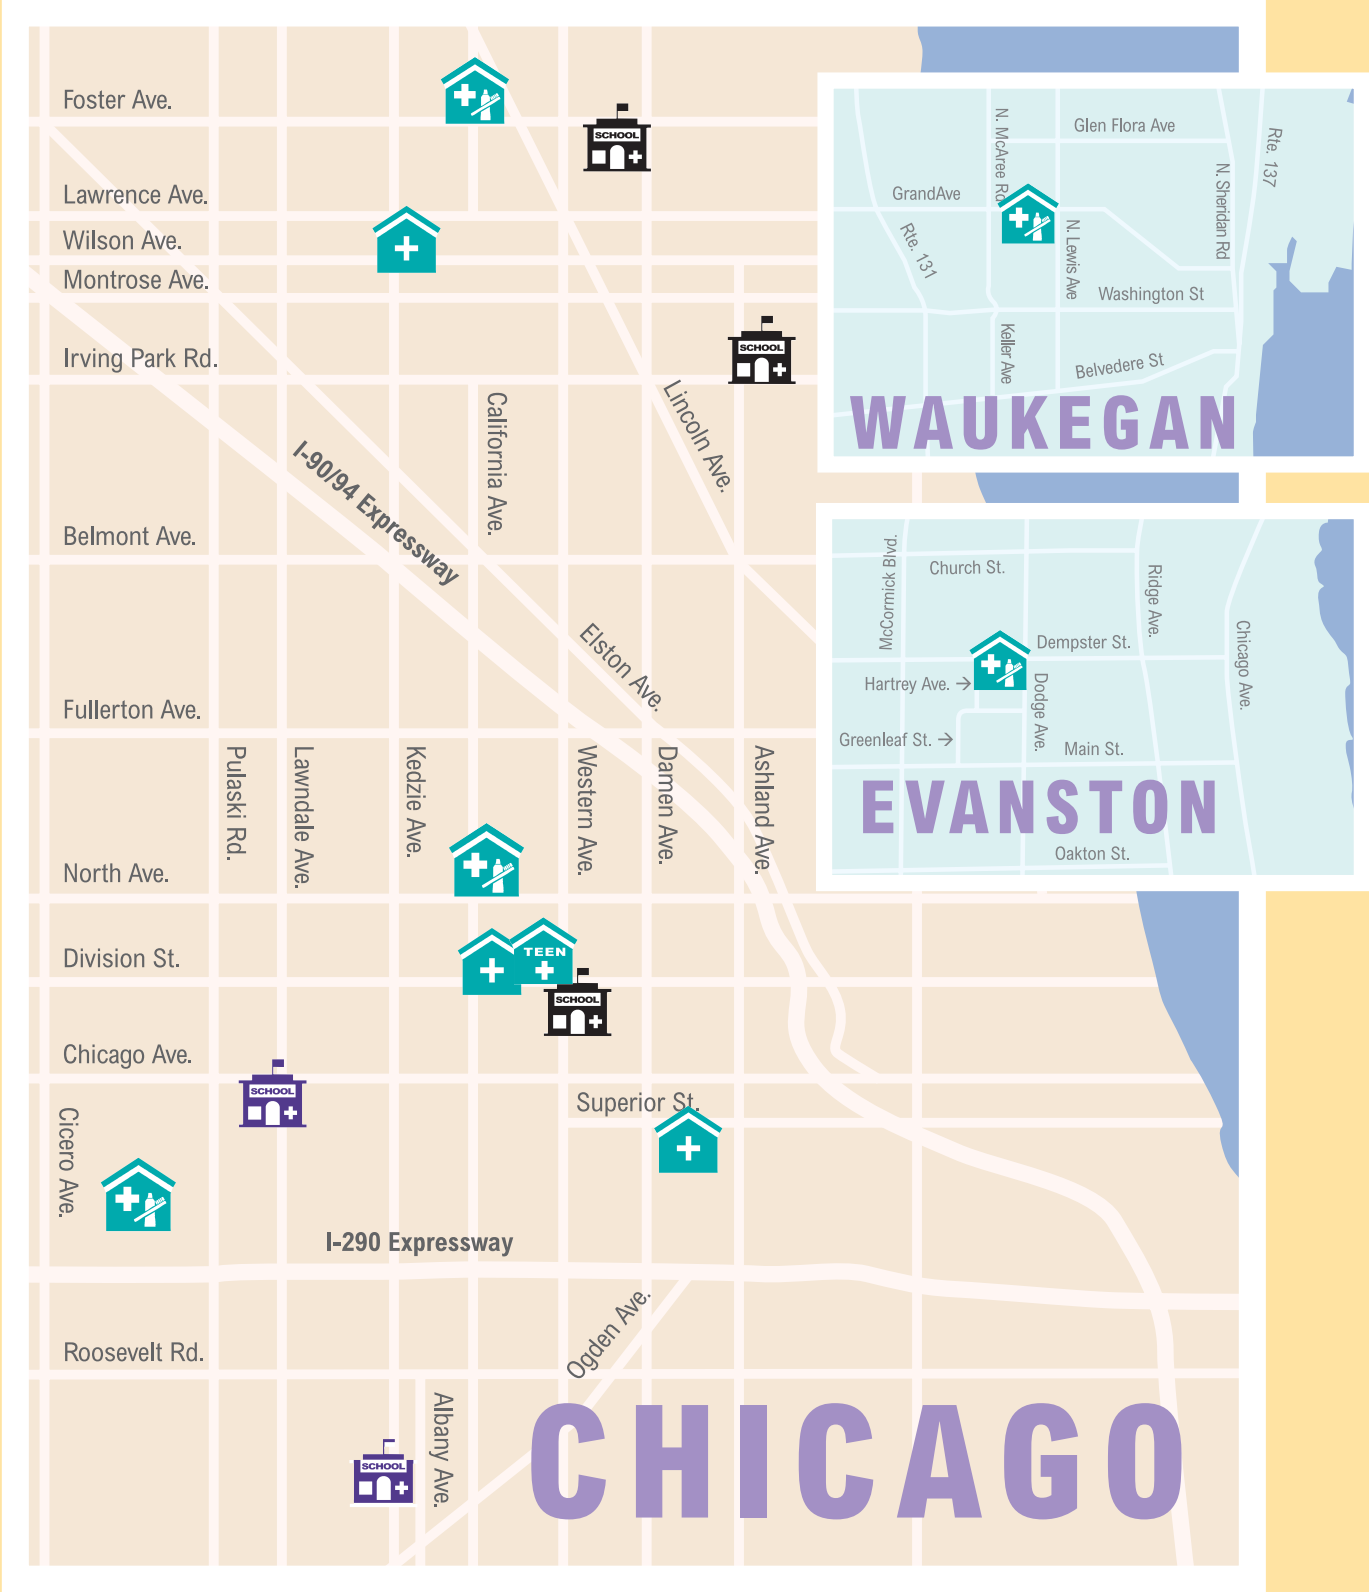 Foster Ave.
SCHOOL
Lawrence Ave.
Wilson Ave.
Montrose Ave.
Irving Park Rd.
SCHOOL
California Ave.
Lincoln Ave.
I-90/94 Expressway
Belmont Ave.
Elston Ave.
Fullerton Ave.
Pulaski Rd.
Lawndale Ave.
Kedzie Ave.
Western Ave.
Damen Ave.
Ashland Ave.
North Ave.
Division St.
TEEN
SCHOOL
Chicago Ave.
SCHOOL
Superior St.
Cicero Ave.
I-290 Expressway
Ogden Ave.
Roosevelt Rd.
Albany Ave.
SCHOOL
CHICAGO
N. McAree Rd
Glen Flora Ave
Rte. 137
N. Sheridan Rd
GrandAve
Rte. 131
N. Lewis Ave
Washington St
Keller Ave
Belvedere St
WAUKEGAN
McCormick Blvd.
Church St.
Ridge Ave.
Chicago Ave.
Dempster St.
Hartrey Ave. →
Dodge Ave.
Greenleaf St. →
Main St.
EVANSTON
Oakton St.